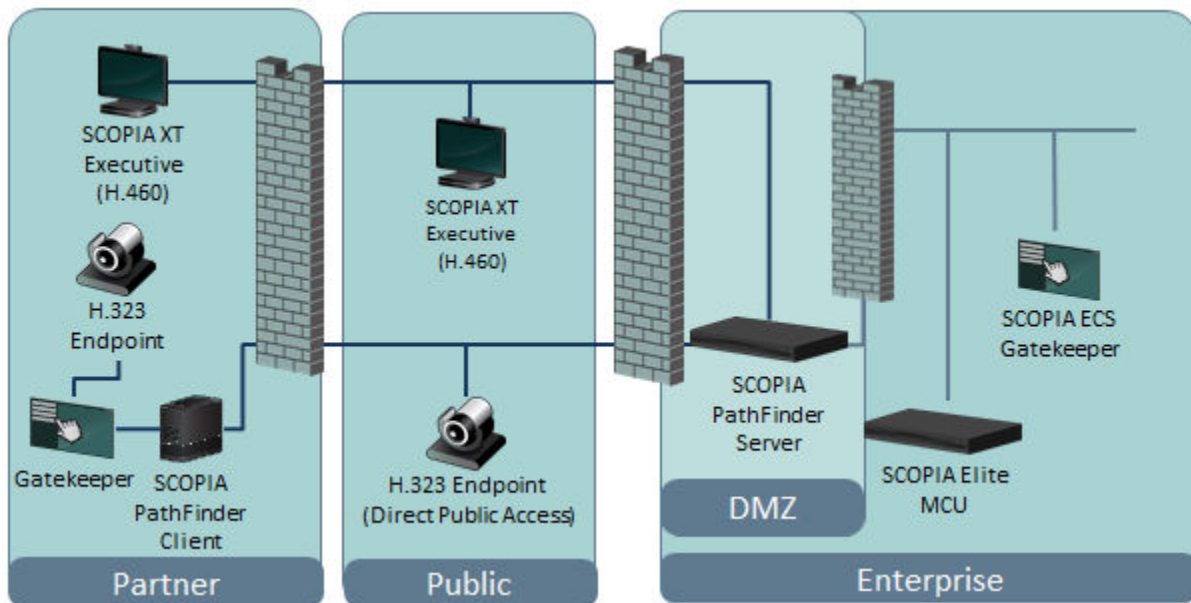 SCOPIA XT
Executive
(H.460)
H.323
Endpoint
Gatekeeper
SCOPIA
PathFinder
Client
Partner
SCOPIA XT
Executive
(H.460)
H.323 Endpoint
(Direct Public Access)
Public
SCOPIA
PathFinder
Server
DMZ
SCOPIA ECS
Gatekeeper
SCOPIA Elite
MCU
Enterprise